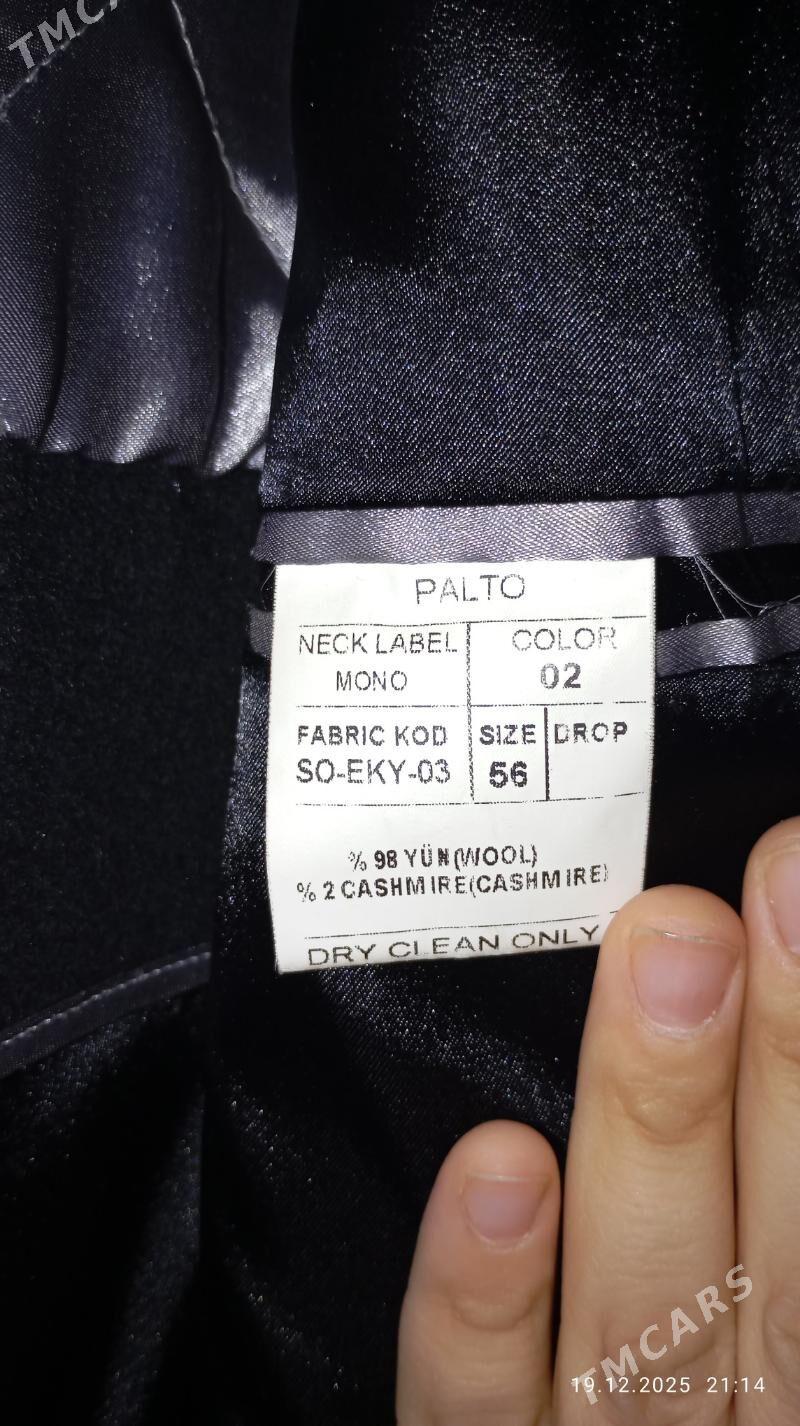 TMCA
PALTO
NECK LABEL COLOR
MONO 02
FABRIC KOD SIZE DROP
SO-EKY-03 56
% 98 YÜN(WOOL)
% 2 CASHMIRE(CASHMIRE)
DRY CLEAN ONLY
TMCARS
19.12.2025 21:14